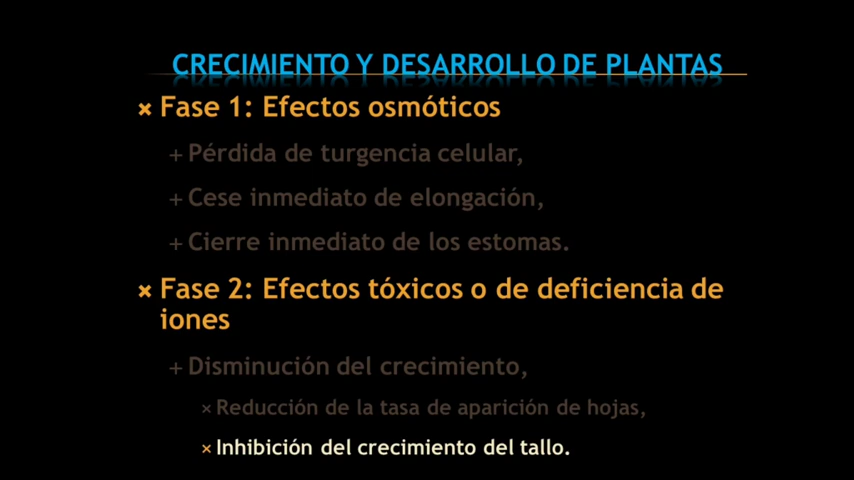 CRECIMIENTO Y DESARROLLO DE PLANTAS
Fase 1: Efectos osmóticos
Pérdida de turgencia celular,
Cese inmediato de elongación,
Cierre inmediato de los estomas.
Fase 2: Efectos tóxicos o de deficiencia de
iones
Disminución del crecimiento,
Reducción de la tasa de aparición de hojas,
Inhibición del crecimiento del tallo.